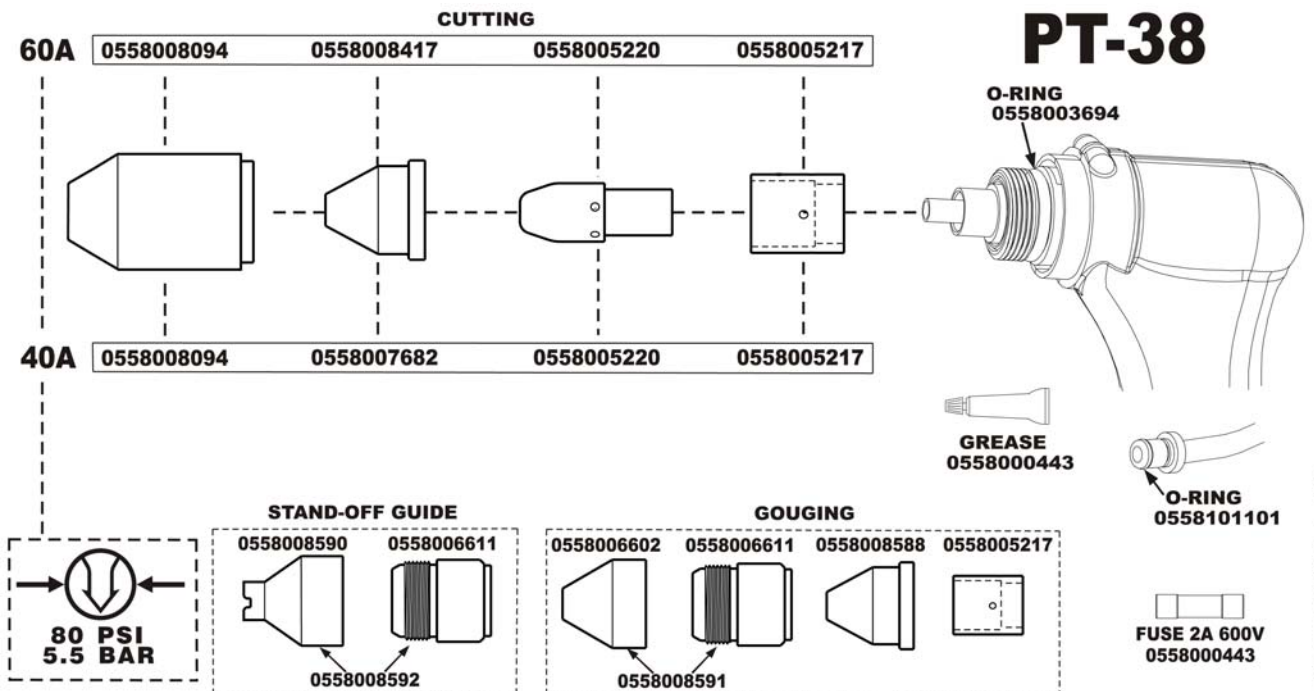 CUTTING
PT-38
60A 0558008094 0558008417 0558005220 0558005217
O-RING
0558003694
40A 0558008094 0558007682 0558005220 0558005217
GREASE
0558000443
O-RING
0558101101
STAND-OFF GUIDE
0558008590 0558006611
0558008592
GOUGING
0558006602 0558006611 0558008588 0558005217
0558008591
80 PSI
5.5 BAR
FUSE 2A 600V
0558000443